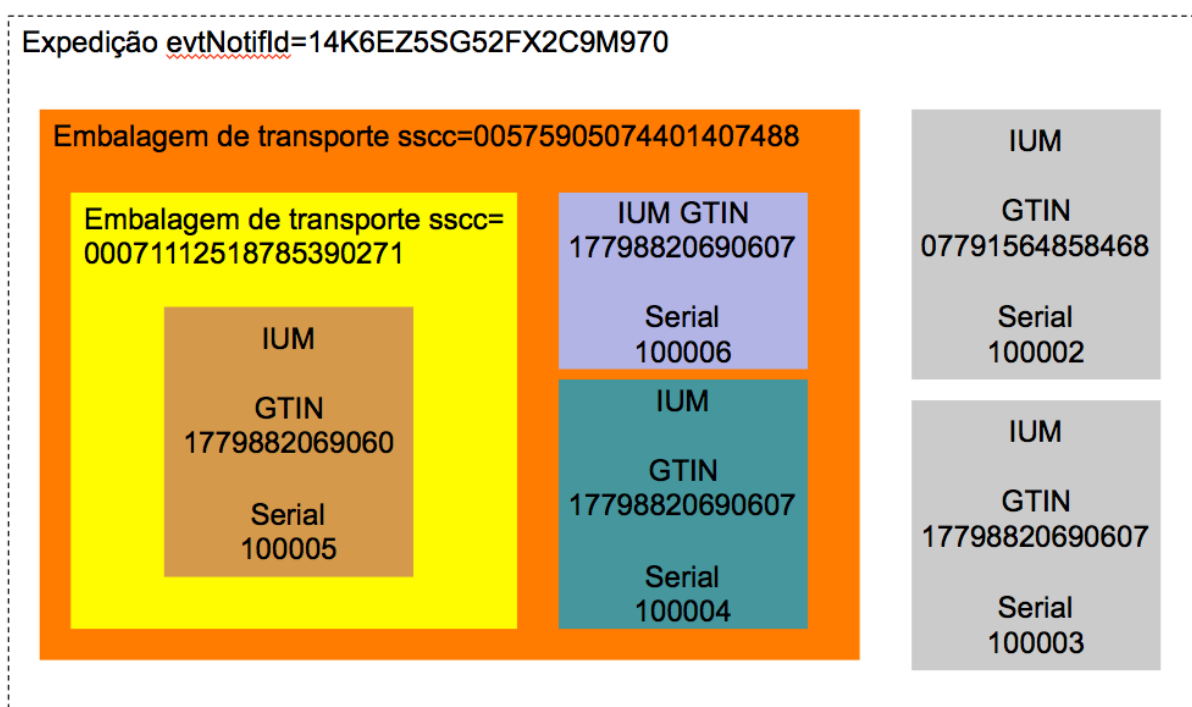 Expedição evtNotifId=14K6EZ5SG52FX2C9M970
Embalagem de transporte sscc=00575905074401407488
Embalagem de transporte sscc=
00071112518785390271
IUM
GTIN
1779882069060
Serial
100005
IUM GTIN
17798820690607
Serial
100006
IUM
GTIN
17798820690607
Serial
100004
IUM
GTIN
07791564858468
Serial
100002
IUM
GTIN
17798820690607
Serial
100003